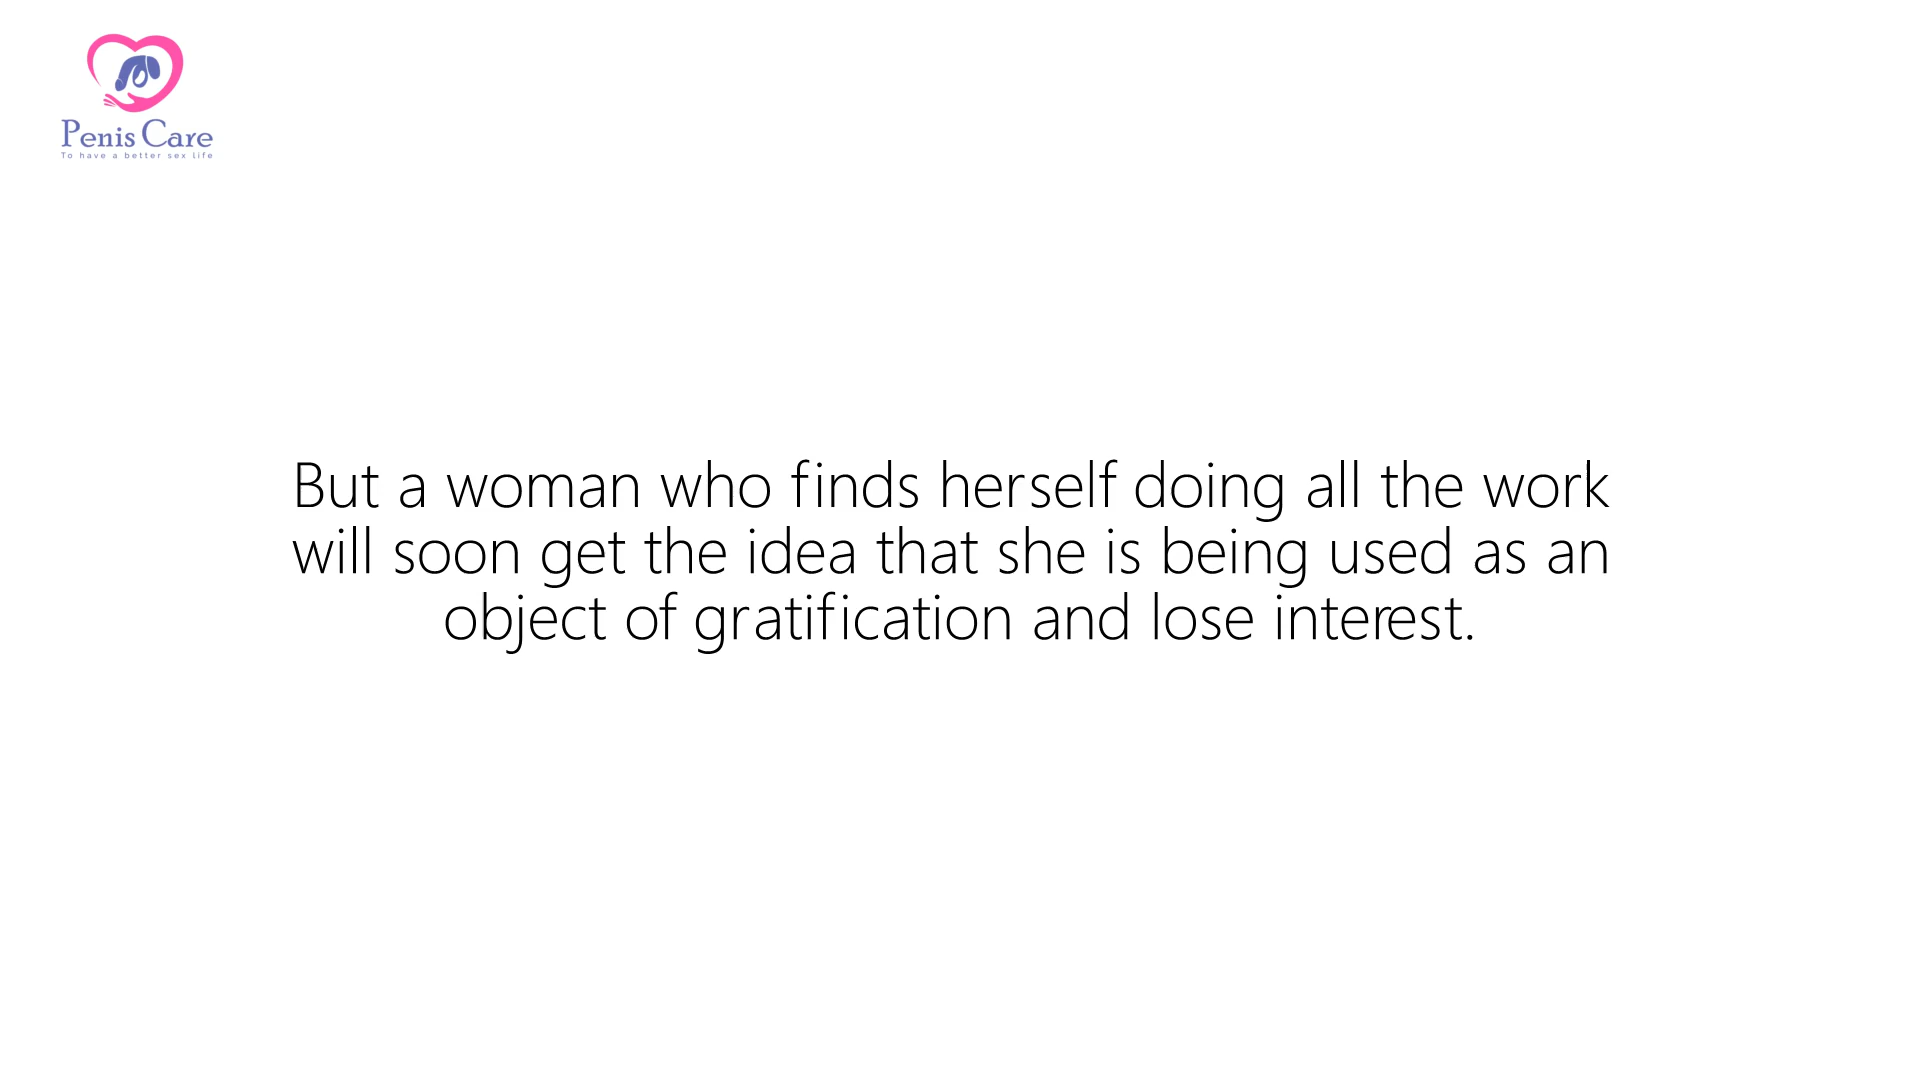 Penis Care
To have a better sex life
But a woman who finds herself doing all the work
will soon get the idea that she is being used as an
object of gratification and lose interest.